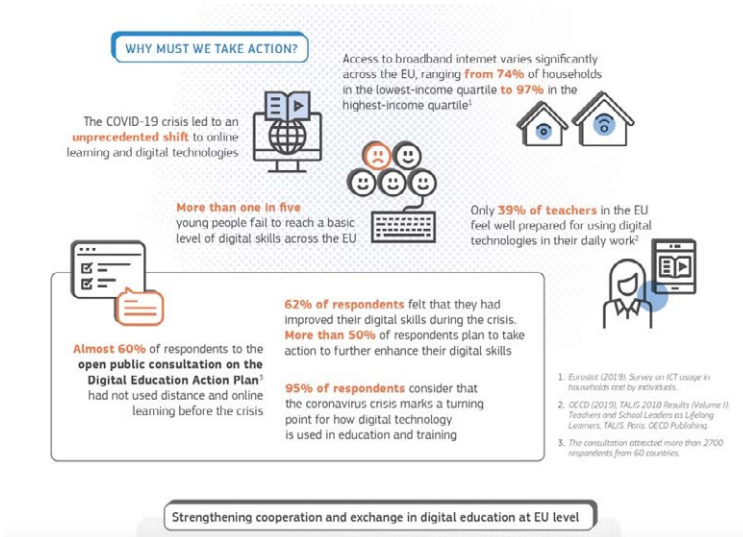 WHY MUST WE TAKE ACTION?
Access to broadband internet varies significantly
across the EU, ranging from 74% of households
in the lowest-income quartile to 97% in the
highest-income quartile¹
The COVID-19 crisis led to an
unprecedented shift to online
learning and digital technologies
More than one in five
young people fail to reach a basic
level of digital skills across the EU
Only 39% of teachers in the EU
feel well prepared for using digital
technologies in their daily work²
Almost 60% of respondents to the
open public consultation on the
Digital Education Action Plan³
had not used distance and online
learning before the crisis
62% of respondents felt that they had
improved their digital skills during the crisis.
More than 50% of respondents plan to take
action to further enhance their digital skills
95% of respondents consider that
the coronavirus crisis marks a turning
point for how digital technology
is used in education and training
1. Eurostat (2019). Survey on ICT usage in
households and by individuals.
2. OECD (2019), TALIS 2018 Results (Volume I):
Teachers and School Leaders as Lifelong
Learners, TALIS. Paris. OECD Publishing.
3. The consultation attracted more than 2700
respondents from 60 countries.
Strengthening cooperation and exchange in digital education at EU level